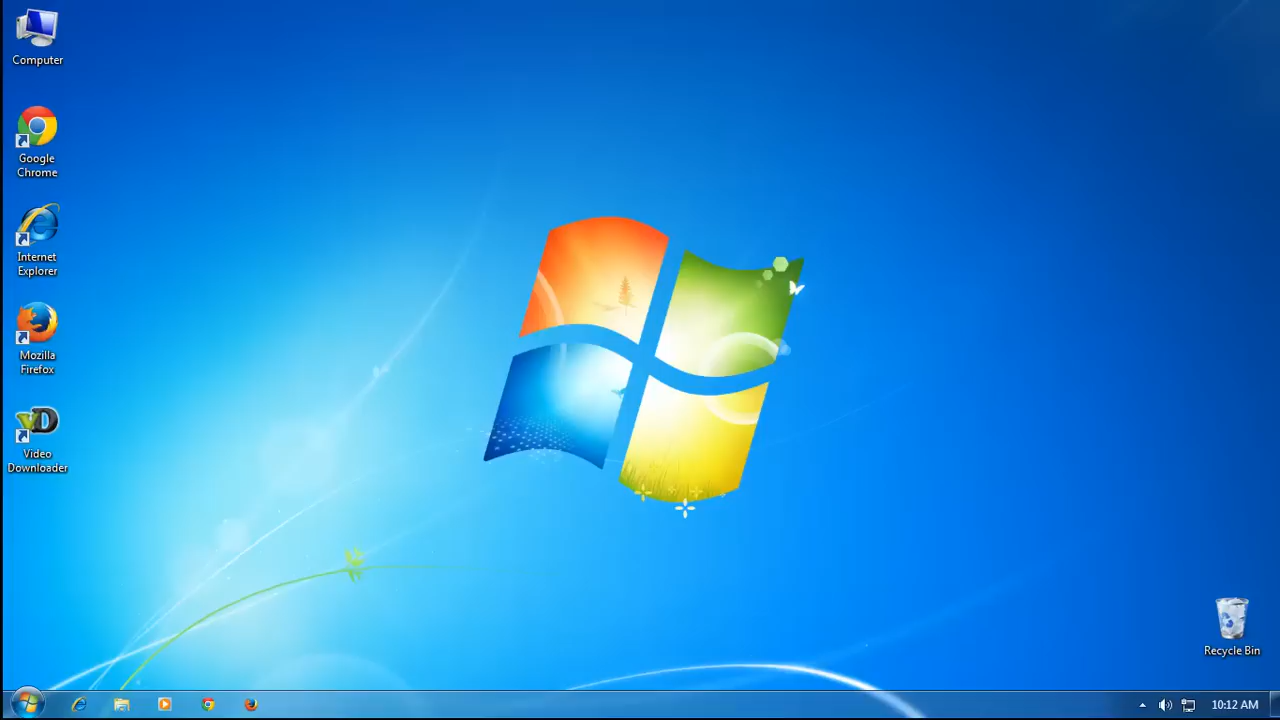 Computer
Google
Chrome
Internet
Explorer
Mozilla
Firefox
Video
Downloader
Recycle Bin
10:12 AM